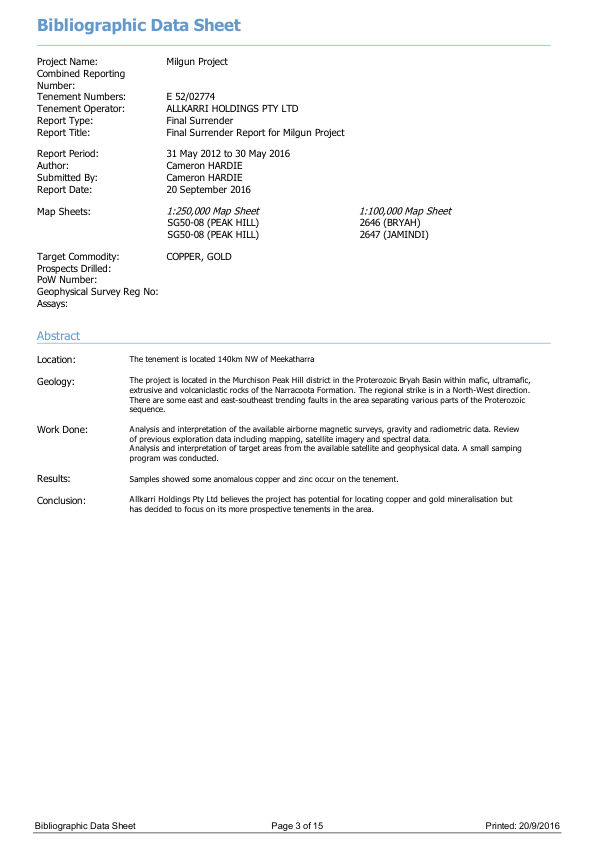 Bibliographic Data Sheet
Project Name: Milgun Project
Combined Reporting
Number:
Tenement Numbers: E 52/02774
Tenement Operator: ALLKARRI HOLDINGS PTY LTD
Report Type: Final Surrender
Report Title: Final Surrender Report for Milgun Project
Report Period: 31 May 2012 to 30 May 2016
Author: Cameron HARDIE
Submitted By: Cameron HARDIE
Report Date: 20 September 2016
Map Sheets: 1:250,000 Map Sheet 1:100,000 Map Sheet
SG50-08 (PEAK HILL) 2646 (BRYAH)
SG50-08 (PEAK HILL) 2647 (JAMINDI)
Target Commodity: COPPER, GOLD
Prospects Drilled:
PoW Number:
Geophysical Survey Reg No:
Assays:
Abstract
Location: The tenement is located 140km NW of Meekatharra
Geology: The project is located in the Murchison Peak Hill district in the Proterozoic Bryah Basin within mafic, ultramafic,
extrusive and volcaniclastic rocks of the Narracoota Formation. The regional strike is in a North-West direction.
There are some east and east-southeast trending faults in the area separating various parts of the Proterozoic
sequence.
Work Done: Analysis and interpretation of the available airborne magnetic surveys, gravity and radiometric data. Review
of previous exploration data including mapping, satellite imagery and spectral data.
Analysis and interpretation of target areas from the available satellite and geophysical data. A small samping
program was conducted.
Results: Samples showed some anomalous copper and zinc occur on the tenement.
Conclusion: Allkarri Holdings Pty Ltd believes the project has potential for locating copper and gold mineralisation but
has decided to focus on its more prospective tenements in the area.
Bibliographic Data Sheet Page 3 of 15 Printed: 20/9/2016